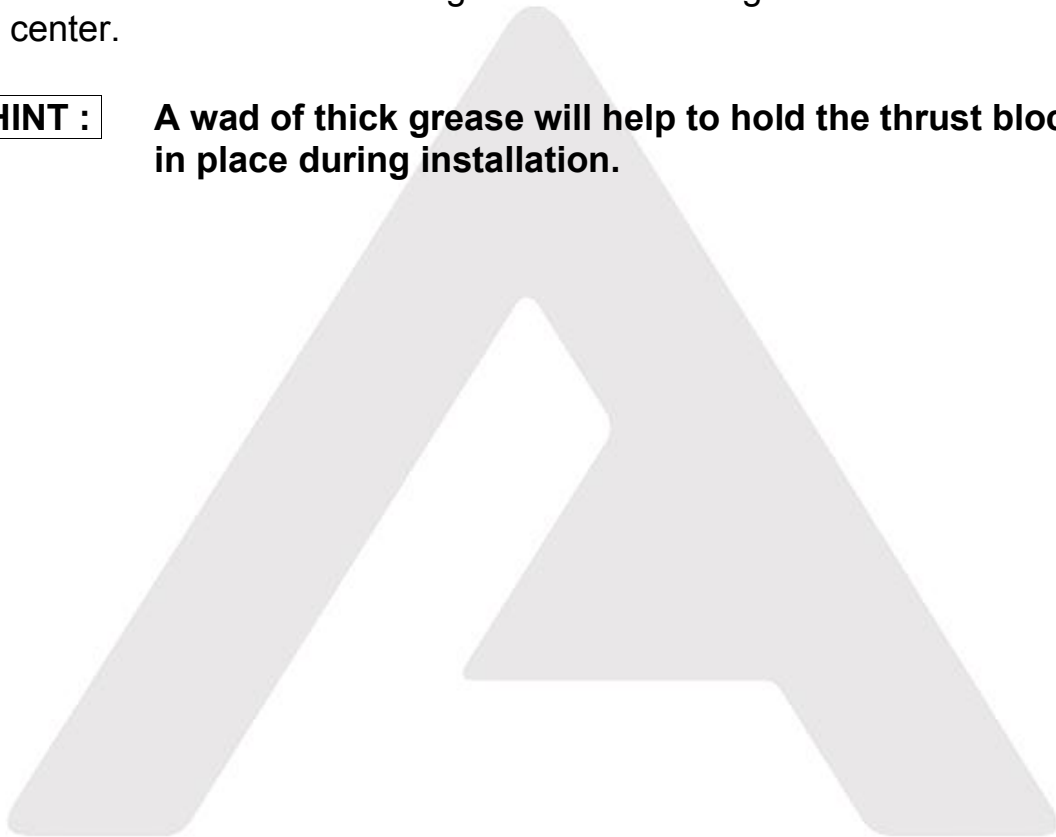 center.
HINT : A wad of thick grease will help to hold the thrust bloc
in place during installation.